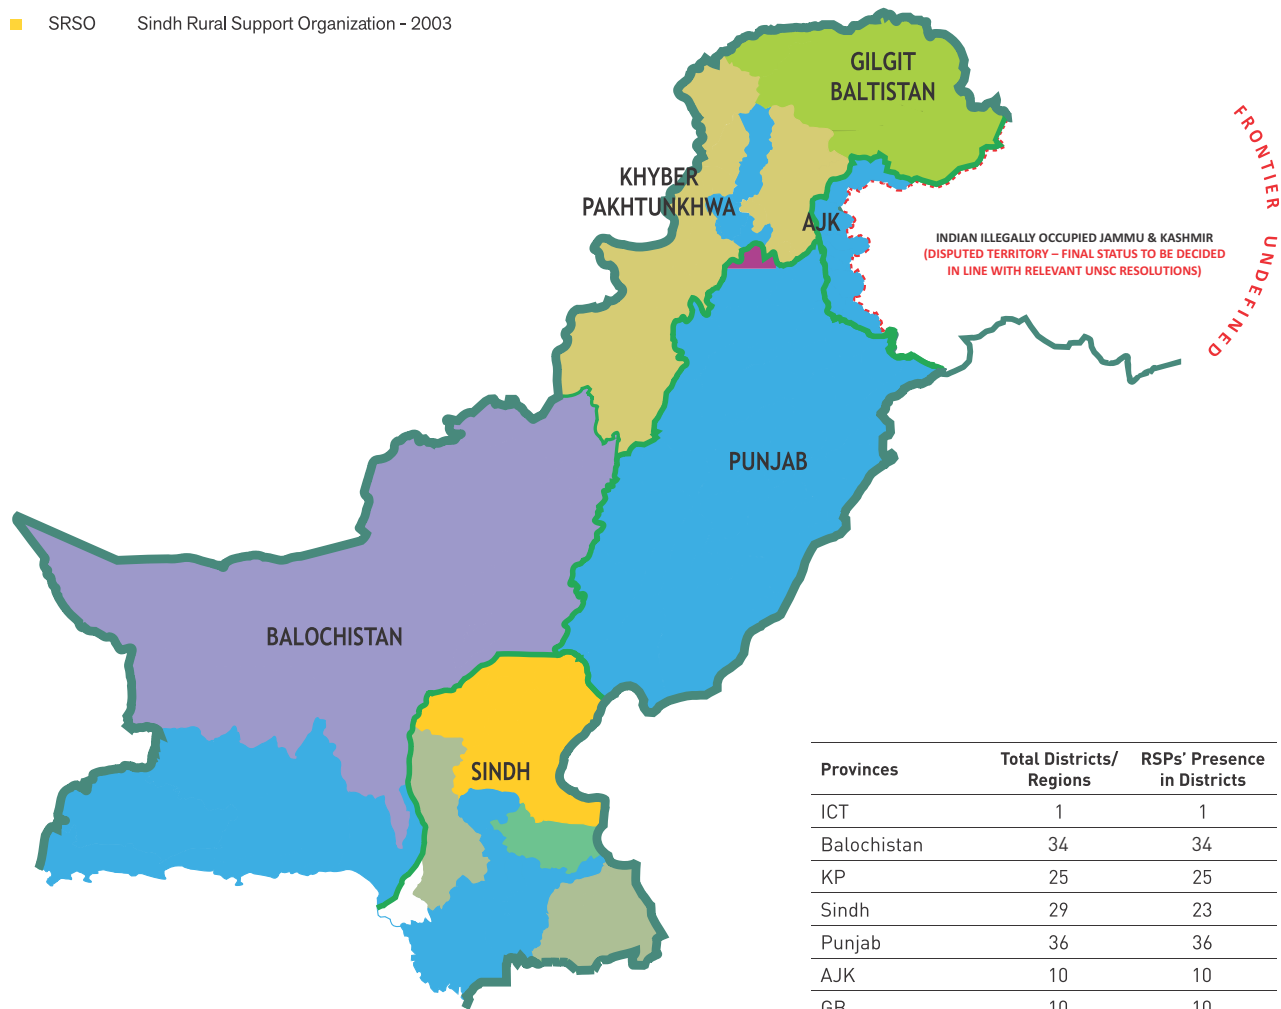 SRSO Sindh Rural Support Organization - 2003
GILGIT
BALTISTAN
FRONTIER UNDEFINED
KHYBER
PAKHTUNKHWA
AJK
INDIAN ILLEGALLY OCCUPIED JAMMU & KASHMIR
(DISPUTED TERRITORY – FINAL STATUS TO BE DECIDED
IN LINE WITH RELEVANT UNSC RESOLUTIONS)
PUNJAB
BALOCHISTAN
SINDH
Provinces Total Districts/ Regions RSPs' Presence in Districts
ICT 1 1
Balochistan 34 34
KP 25 25
Sindh 29 23
Punjab 36 36
AJK 10 10
GB 10 10